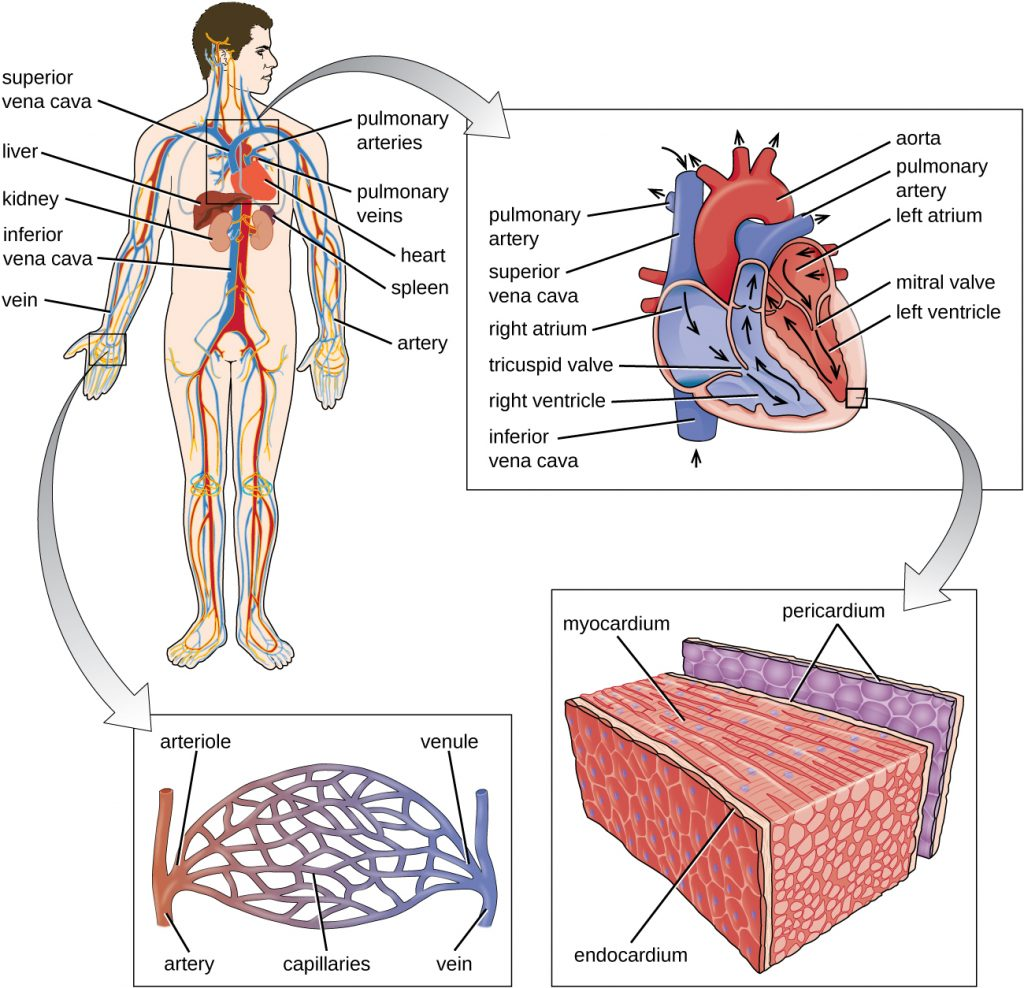 superior
vena cava
liver
kidney
inferior
vena cava
vein
pulmonary
arteries
pulmonary
veins
heart
spleen
artery
pulmonary
artery
superior
vena cava
right atrium
tricuspid valve
right ventricle
inferior
vena cava
aorta
pulmonary
artery
left atrium
mitral valve
left ventricle
arteriole
venule
artery
capillaries
vein
myocardium
pericardium
endocardium